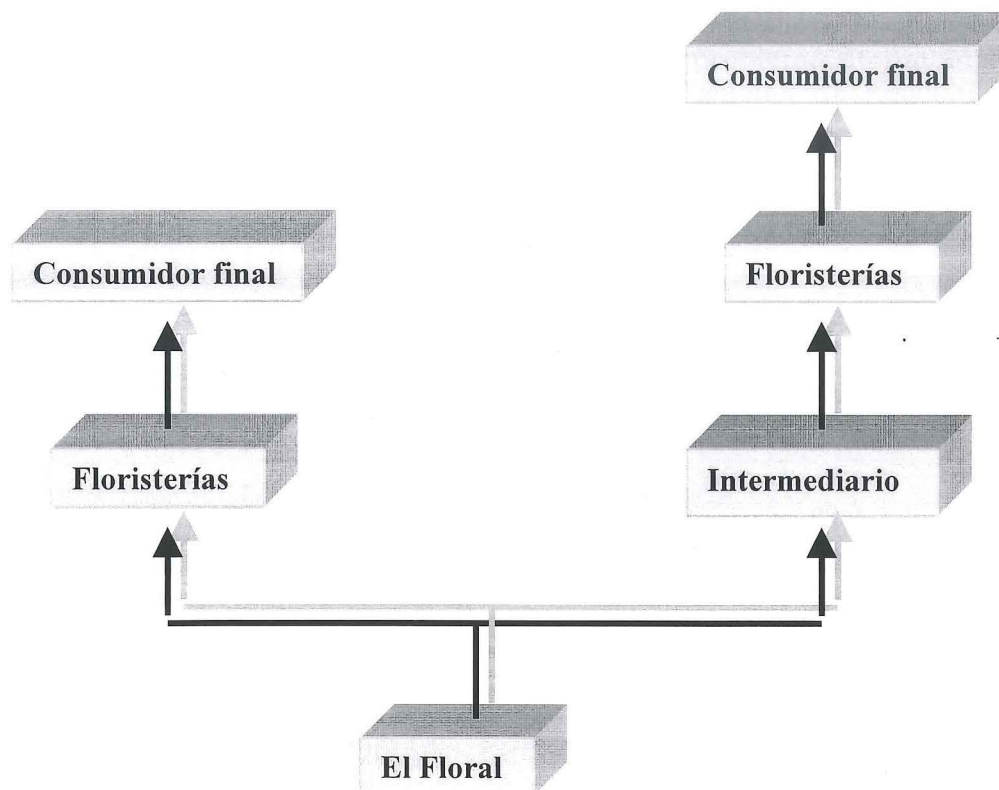 Consumidor final
Consumidor final
Floristerías
Floristerías
Intermediario
El Floral